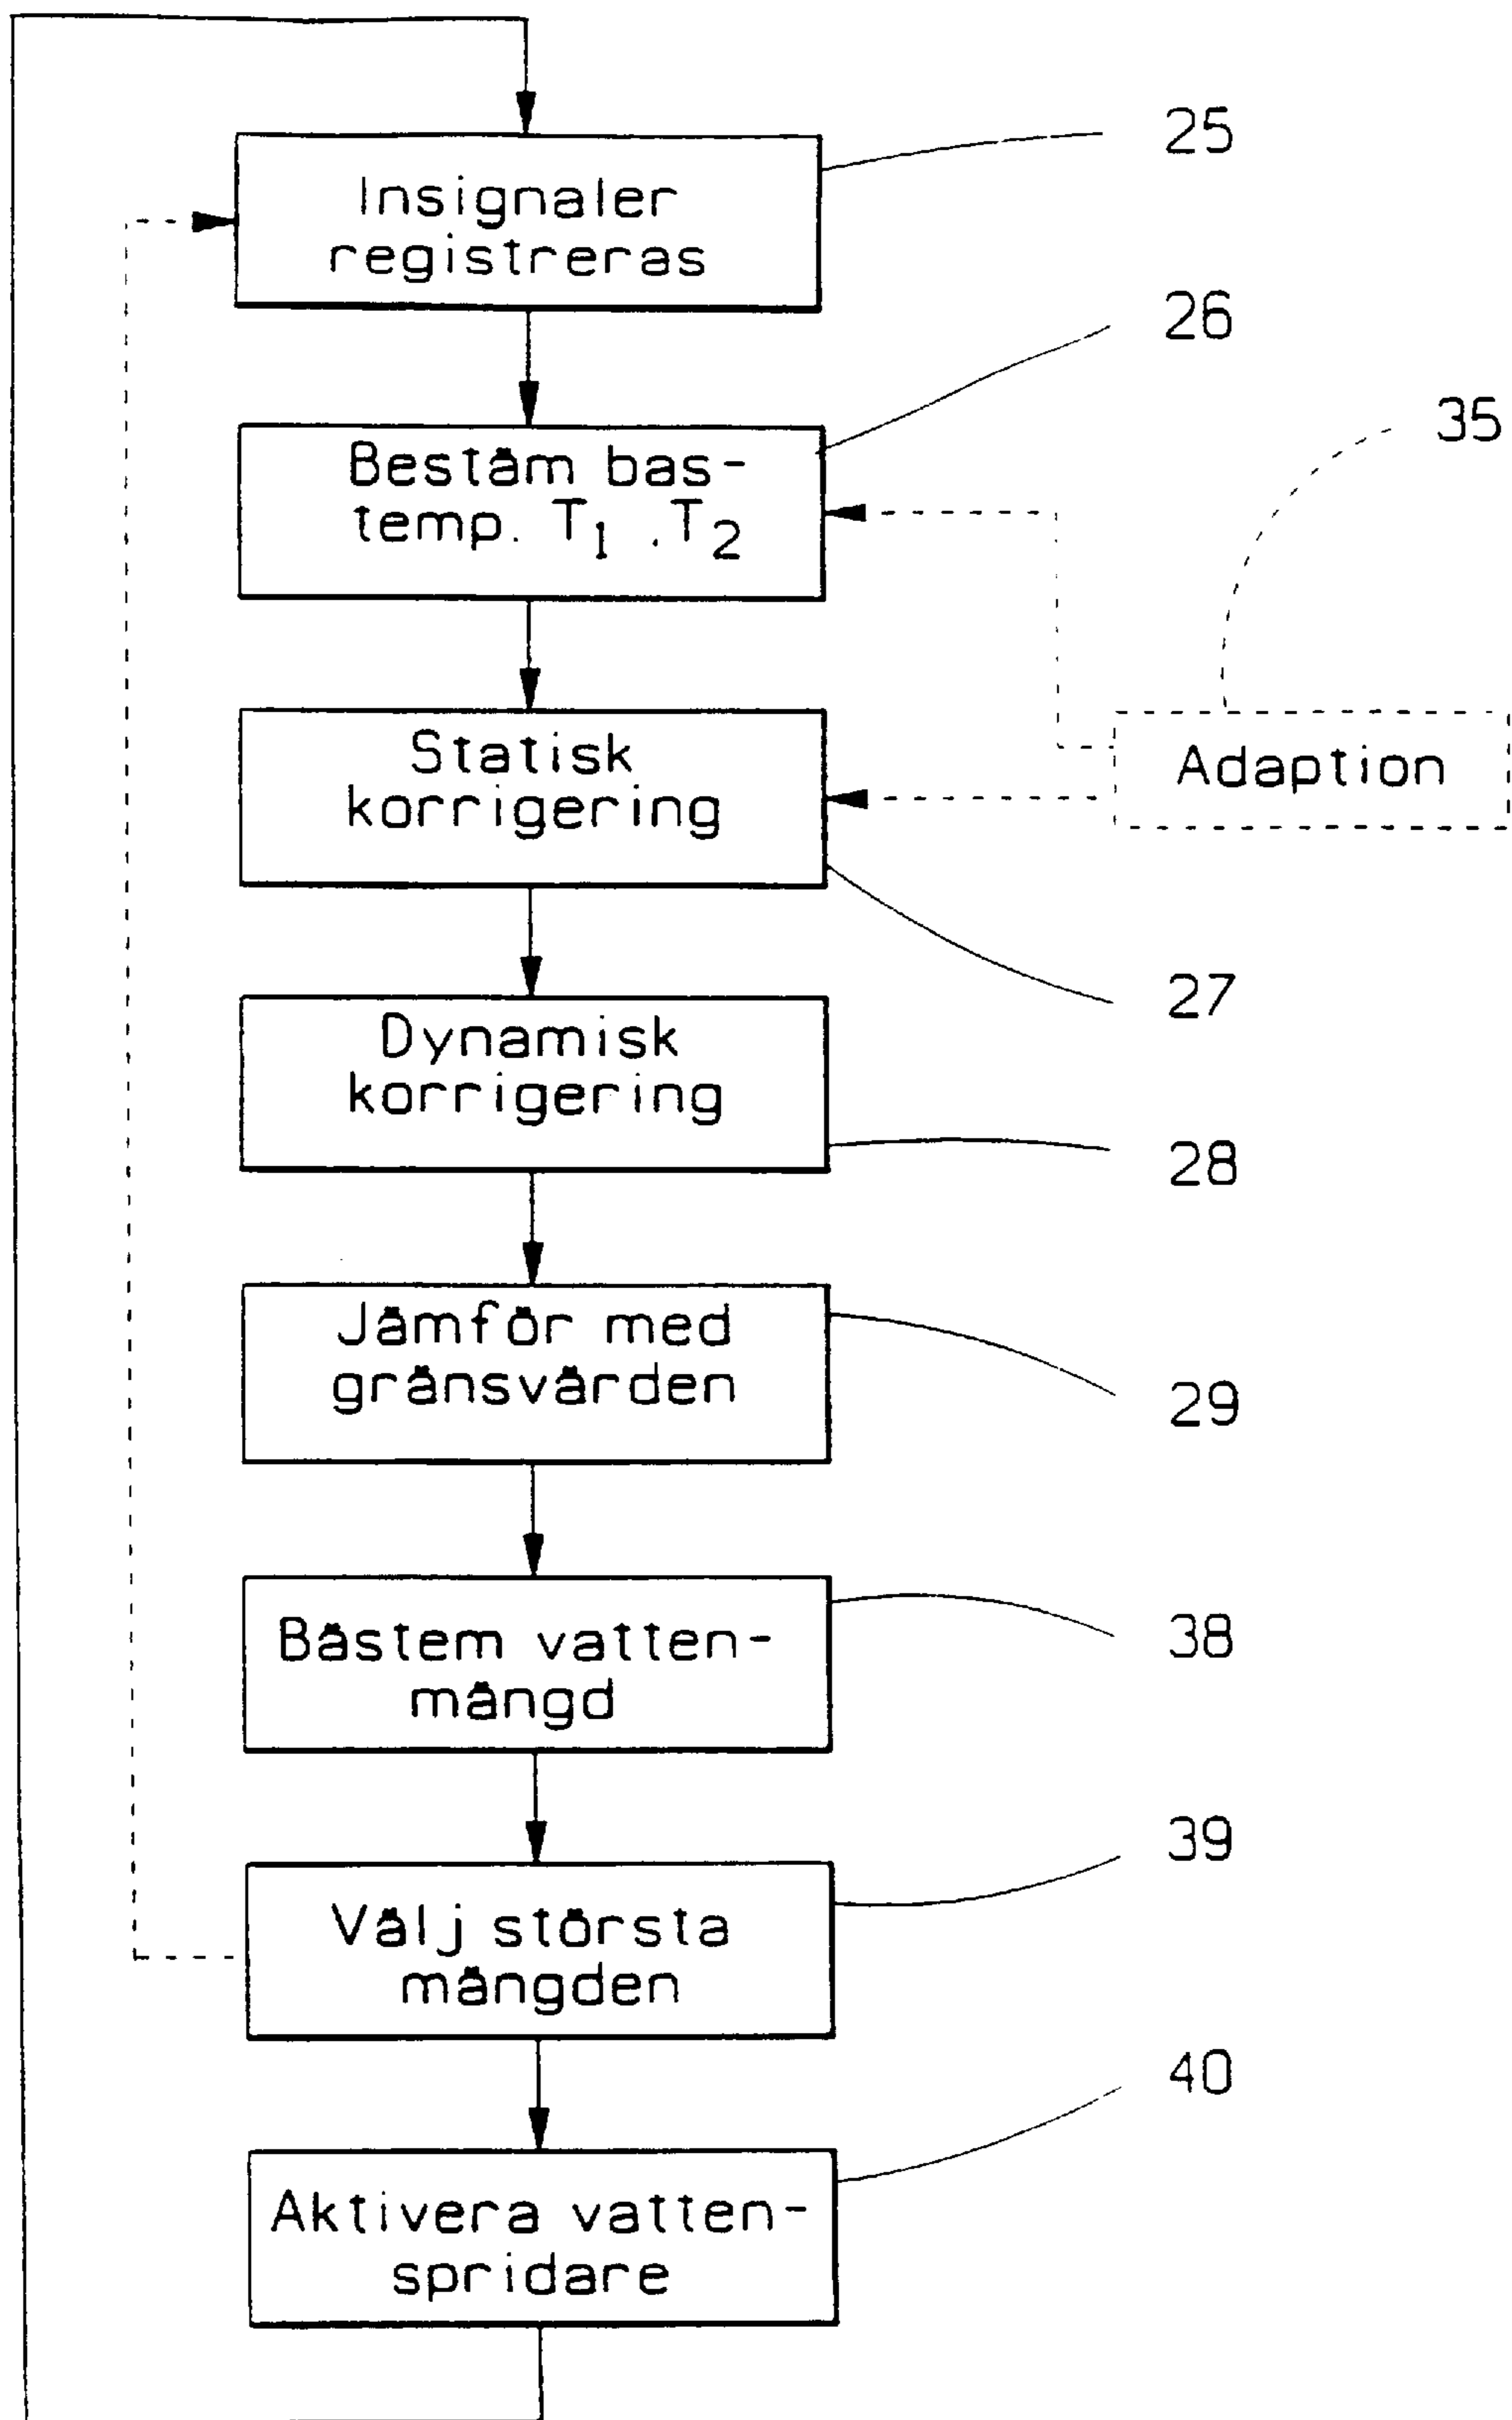 25
Insignaler
registreras
26
35
Bestäm bas-
temp. T₁ .T₂
Statisk
korrigering
Adaption
27
Dynamisk
korrigering
28
Jämför med
gränsvärden
29
Bästem vatten-
mängd
38
39
Välj största
mängden
40
Aktivera vatten-
spridare